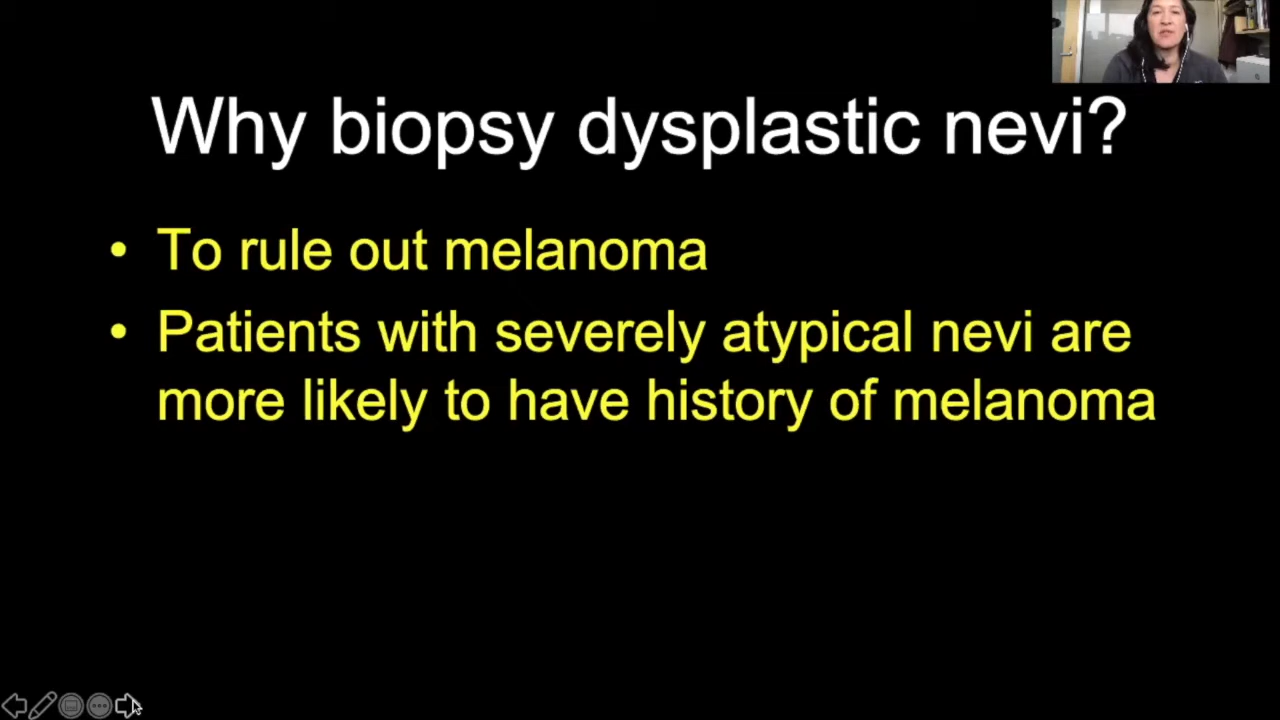 Why biopsy dysplastic nevi?
• To rule out melanoma
• Patients with severely atypical nevi are
more likely to have history of melanoma